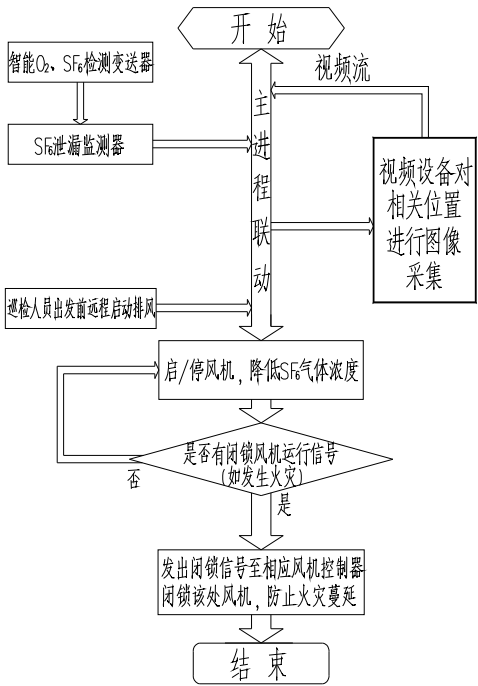 开 始
智能O₂、SF₆检测变送器
视频流
主进程联动
SF₆泄漏监测器
视频设备对
相关位置
进行图像
采集
巡检人员出发前远程启动排风
启/停风机，降低SF₆气体浓度
是否有闭锁风机运行信号
(如发生火灾)
否
是
发出闭锁信号至相应风机控制器
闭锁该处风机，防止火灾蔓延
结 束